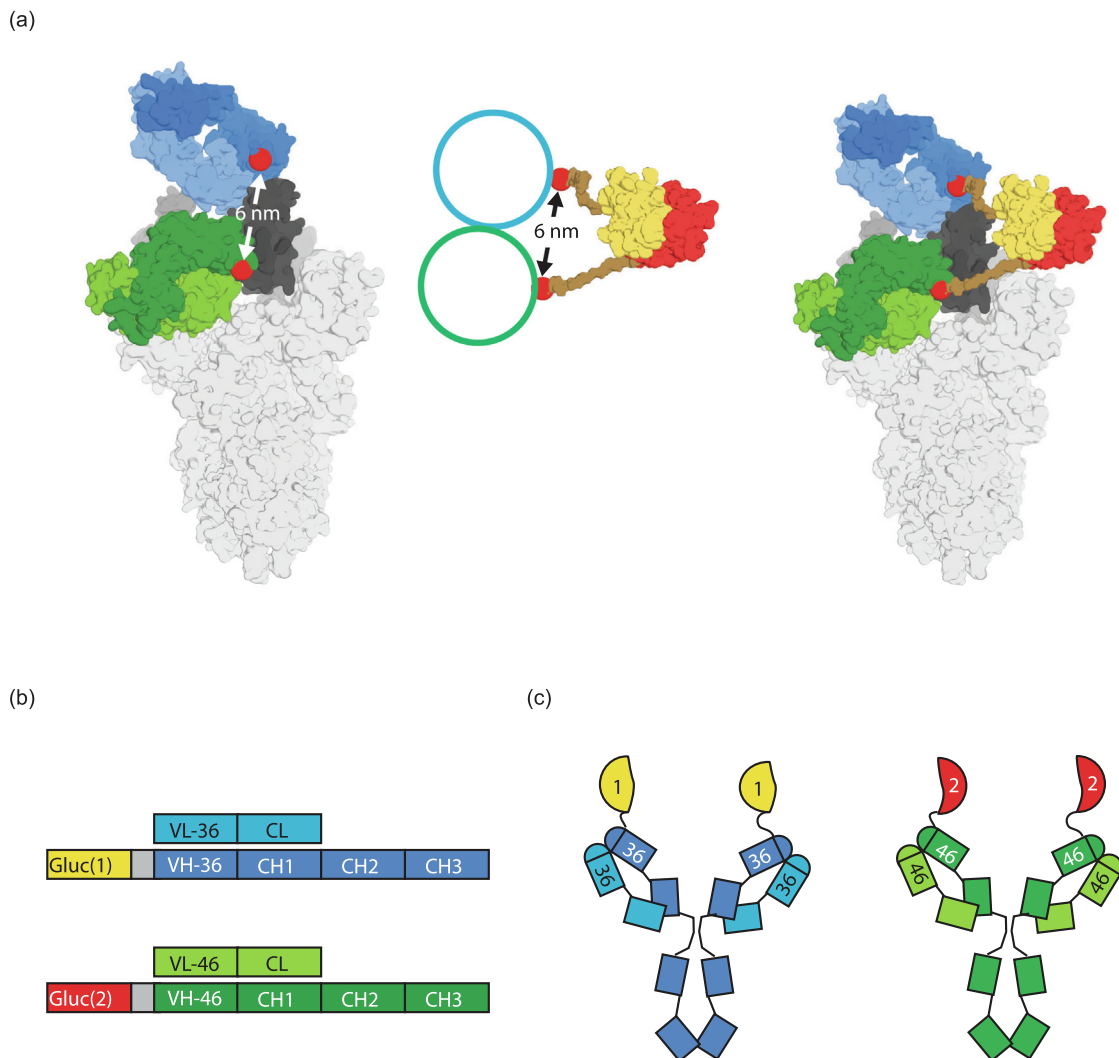 (a)
6 nm
6 nm
(b)
(c)
VL-36 CL
Gluc(1) VH-36 CH1 CH2 CH3
VL-46 CL
Gluc(2) VH-46 CH1 CH2 CH3
1 1
36 36
36 36
2 2
46 46
46 46